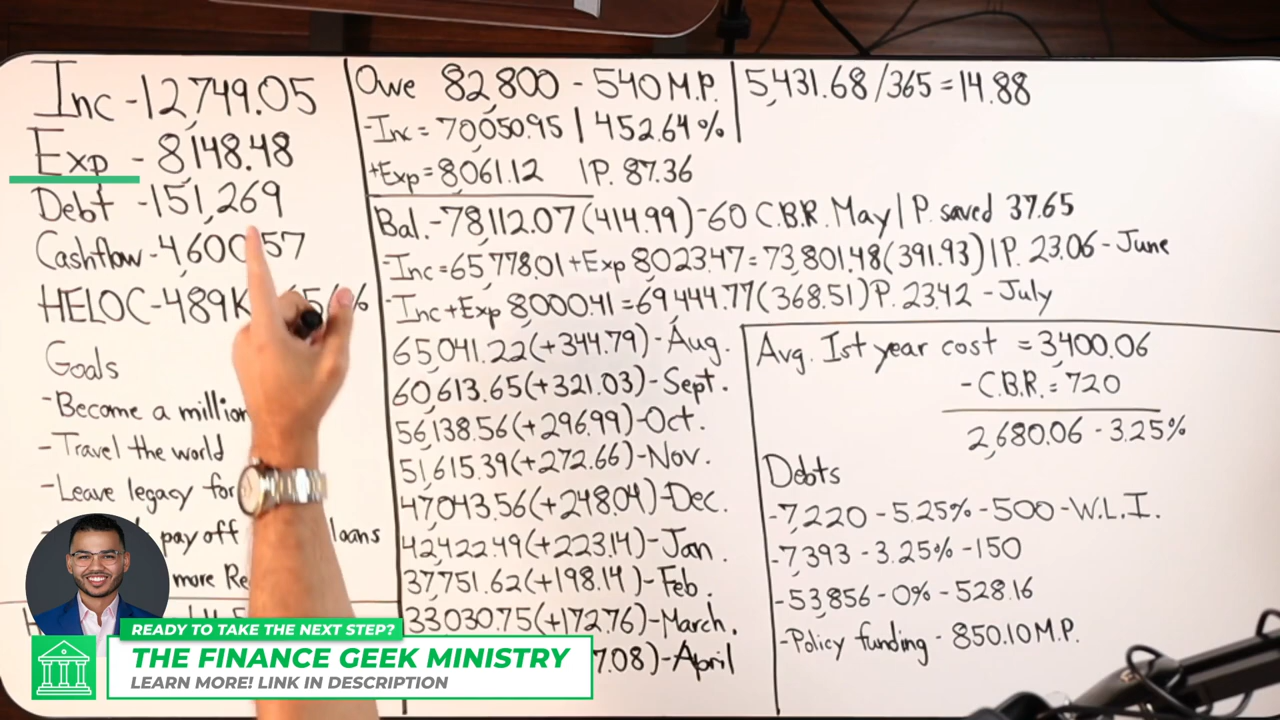 Inc - 12,749.05
Exp - 8148.48
Debt - 151,269
Cashflow - 4,600.57
HELOC - 489K
Goals
- Become a million
- Travel the world
- Leave legacy for
pay off loans
more Re
Owe 82,800 - 540 M.P.
- Inc = 70,050.95 | 452.64%
+ Exp = 8,061.12 | P. 87.36
Bal. - 78,112.07 (414.99) - 60 C.B.R. May | P. saved 37.65
- Inc = 65,778.01 + Exp 8,023.47 = 73,801.48 (391.93) | P. 23.06 - June
- Inc + Exp 8,000.41 = 69,444.77 (368.51) P. 23.42 - July
65,041.22 (+344.79) - Aug.
60,613.65 (+321.03) - Sept.
56,138.56 (+296.99) - Oct.
51,615.39 (+272.66) - Nov.
47,043.56 (+248.04) - Dec.
42,422.49 (+223.14) - Jan.
37,751.62 (+198.14) - Feb.
33,030.75 (+172.76) - March.
7.08) - April
5,431.68 / 365 = 14.88
Avg. 1st year cost = 3,400.06
- C.B.R. = 720
2,680.06 - 3.25%
Debts
- 7,220 - 5.25% - 500 - W.L.I.
- 7,393 - 3.25% - 150
- 53,856 - 0% - 528.16
- Policy funding - 850.10 M.P.
READY TO TAKE THE NEXT STEP?
THE FINANCE GEEK MINISTRY
LEARN MORE! LINK IN DESCRIPTION